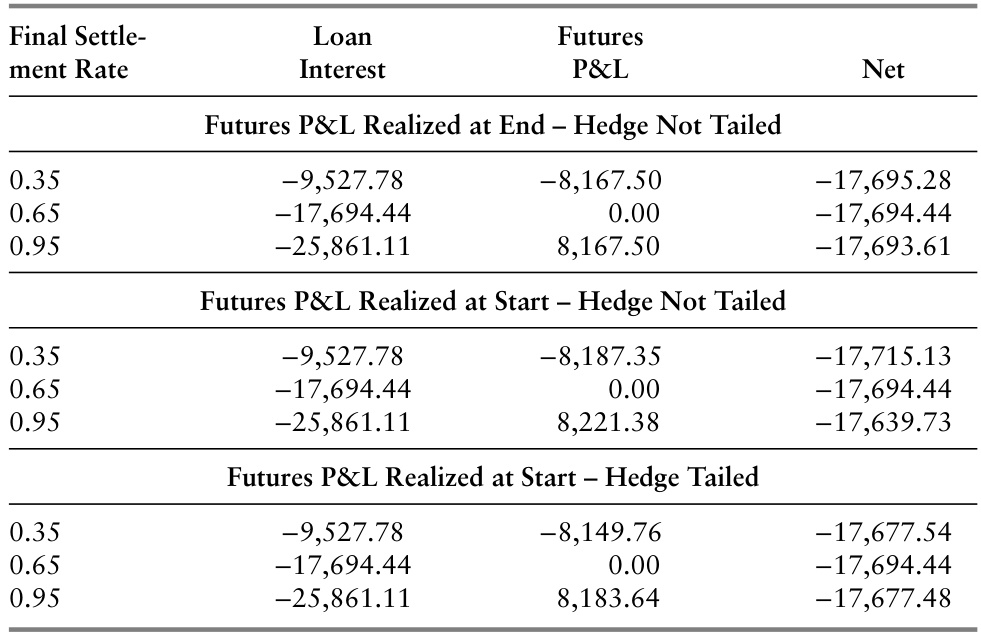 Final Settle- Loan Futures
ment Rate Interest P&L Net
Futures P&L Realized at End – Hedge Not Tailed
0.35 −9,527.78 −8,167.50 −17,695.28
0.65 −17,694.44 0.00 −17,694.44
0.95 −25,861.11 8,167.50 −17,693.61
Futures P&L Realized at Start – Hedge Not Tailed
0.35 −9,527.78 −8,187.35 −17,715.13
0.65 −17,694.44 0.00 −17,694.44
0.95 −25,861.11 8,221.38 −17,639.73
Futures P&L Realized at Start – Hedge Tailed
0.35 −9,527.78 −8,149.76 −17,677.54
0.65 −17,694.44 0.00 −17,694.44
0.95 −25,861.11 8,183.64 −17,677.48